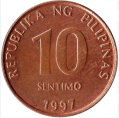 REPUBLIKA NG PILIPINAS
10
SENTIMO
1997